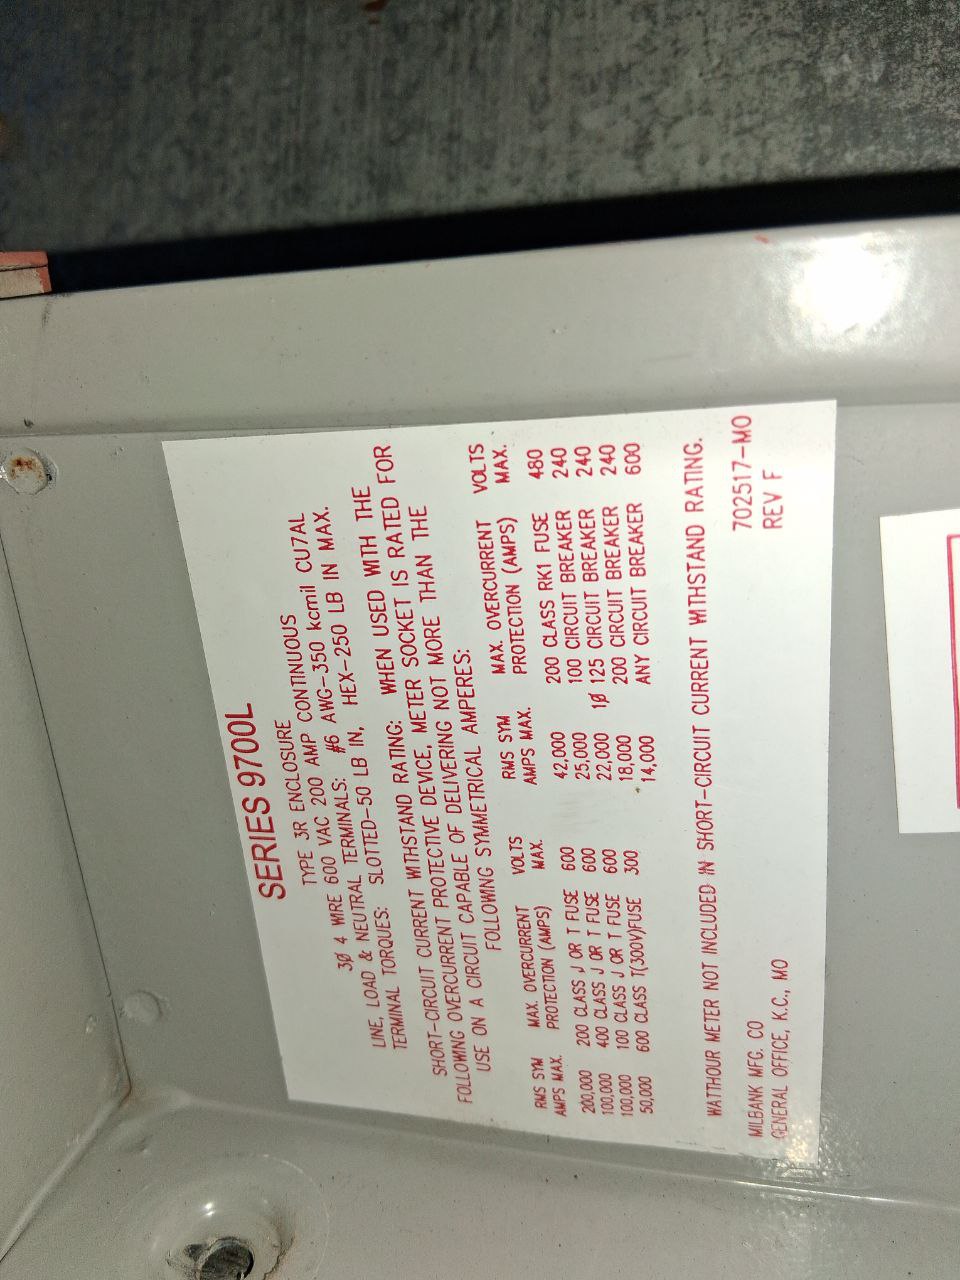 SERIES 9700L
TYPE 3R ENCLOSURE
3Ø 4 WIRE 600 VAC 200 AMP CONTINUOUS
LINE, LOAD & NEUTRAL TERMINALS: #6 AWG-350 kcmil CU7AL
TERMINAL TORQUES: SLOTTED-50 LB IN, HEX-250 LB IN MAX.
SHORT-CIRCUIT CURRENT WITHSTAND RATING: WHEN USED WITH THE
FOLLOWING OVERCURRENT PROTECTIVE DEVICE, METER SOCKET IS RATED FOR
USE ON A CIRCUIT CAPABLE OF DELIVERING NOT MORE THAN THE
FOLLOWING SYMMETRICAL AMPERES:
RMS SYM MAX. OVERCURRENT VOLTS RMS SYM MAX. OVERCURRENT VOLTS
AMPS MAX. PROTECTION (AMPS) MAX. AMPS MAX. PROTECTION (AMPS) MAX.
200,000 200 CLASS J OR T FUSE 600 42,000 200 CLASS RK1 FUSE 480
100,000 400 CLASS J OR T FUSE 600 25,000 100 CIRCUIT BREAKER 240
100,000 100 CLASS J OR T FUSE 600 22,000 1Ø 125 CIRCUIT BREAKER 240
50,000 600 CLASS T(300V)FUSE 300 18,000 200 CIRCUIT BREAKER 240
14,000 ANY CIRCUIT BREAKER 600
WATTHOUR METER NOT INCLUDED IN SHORT-CIRCUIT CURRENT WITHSTAND RATING.
MILBANK MFG. CO 702517-MO
GENERAL OFFICE, K.C., MO REV F